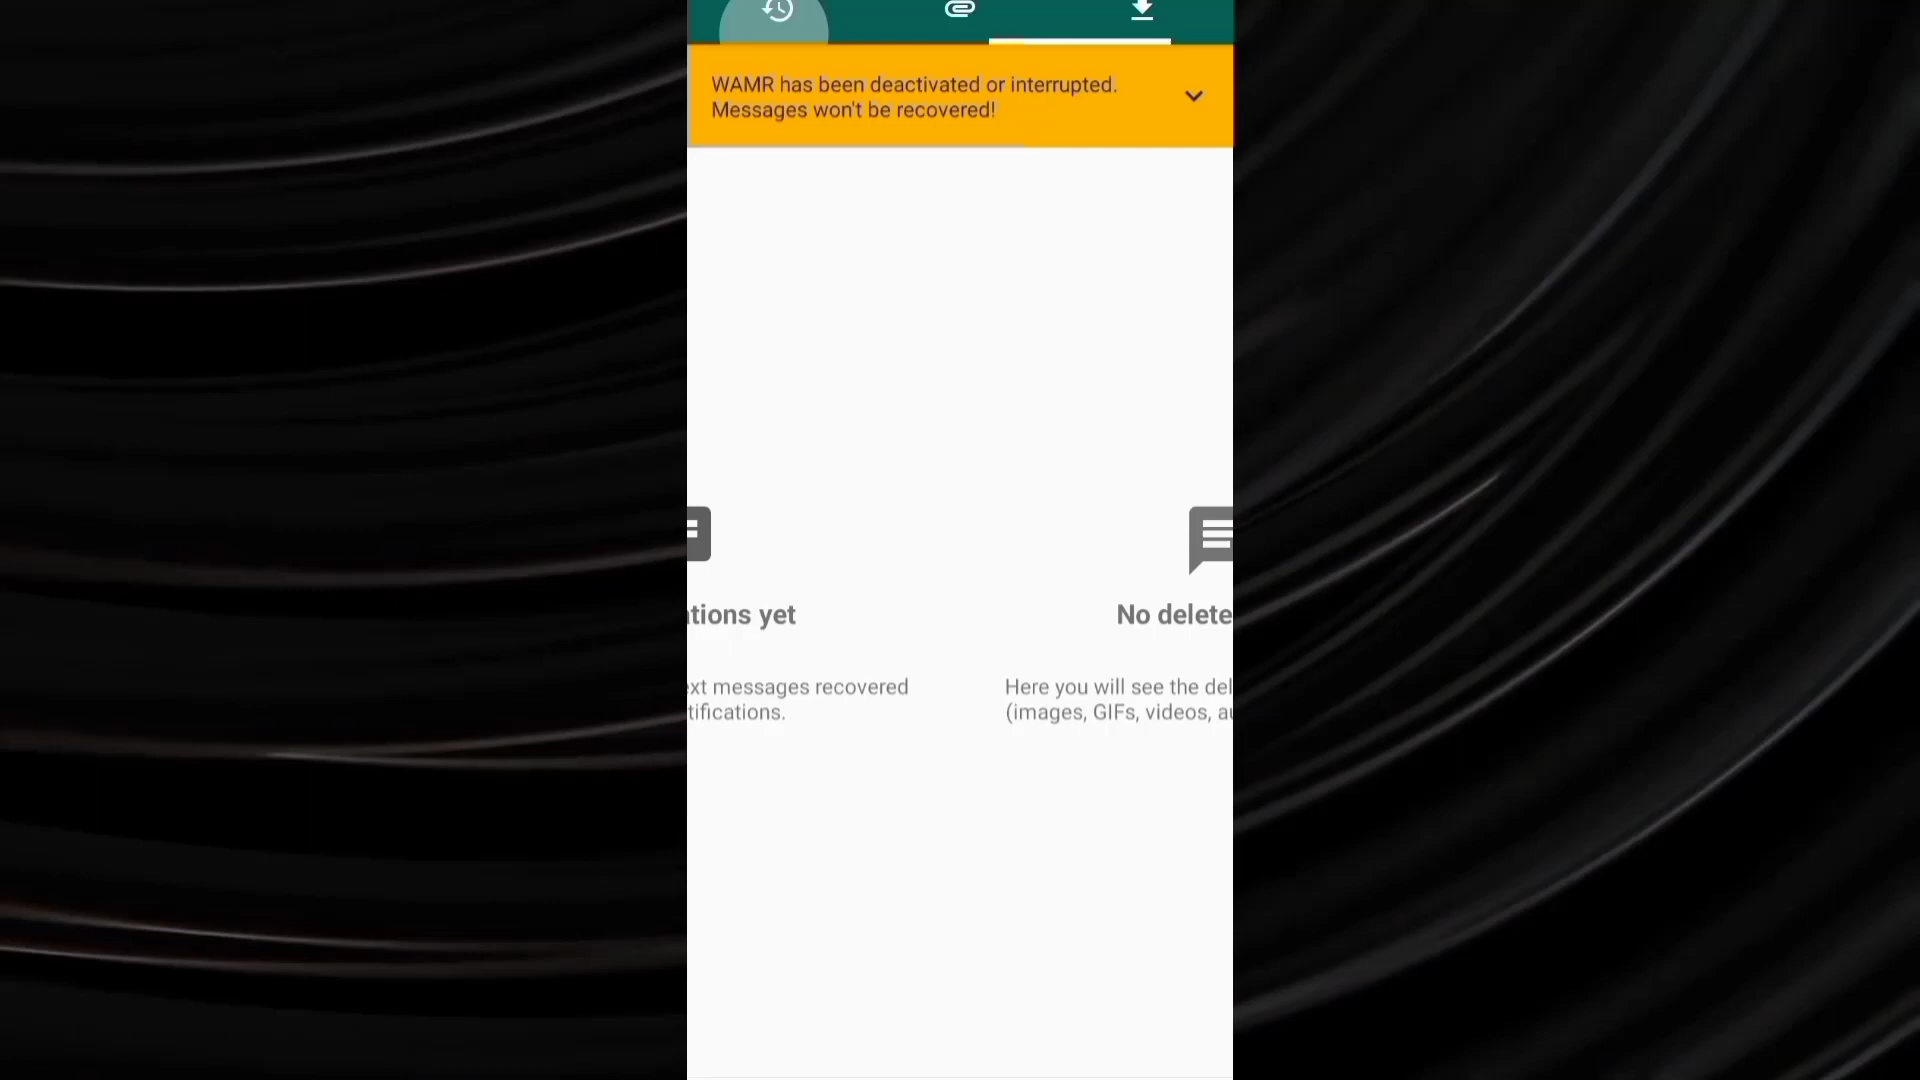 WAMR has been deactivated or interrupted.
Messages won't be recovered!
tions yet
No delete
xt messages recovered
tifications.
Here you will see the del
(images, GIFs, videos, au